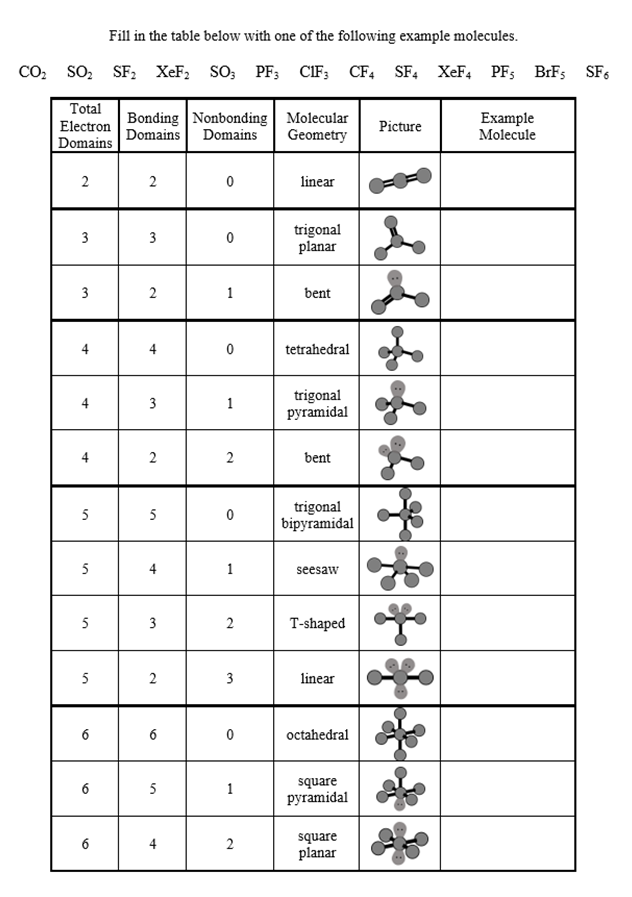 Fill in the table below with one of the following example molecules.
CO₂ SO₂ SF₂ XeF₂ SO₃ PF₃ ClF₃ CF₄ SF₄ XeF₄ PF₅ BrF₅ SF₆
Total Electron Domains Bonding Domains Nonbonding Domains Molecular Geometry Picture Example Molecule
2 2 0 linear
3 3 0 trigonal planar
3 2 1 bent
4 4 0 tetrahedral
4 3 1 trigonal pyramidal
4 2 2 bent
5 5 0 trigonal bipyramidal
5 4 1 seesaw
5 3 2 T-shaped
5 2 3 linear
6 6 0 octahedral
6 5 1 square pyramidal
6 4 2 square planar